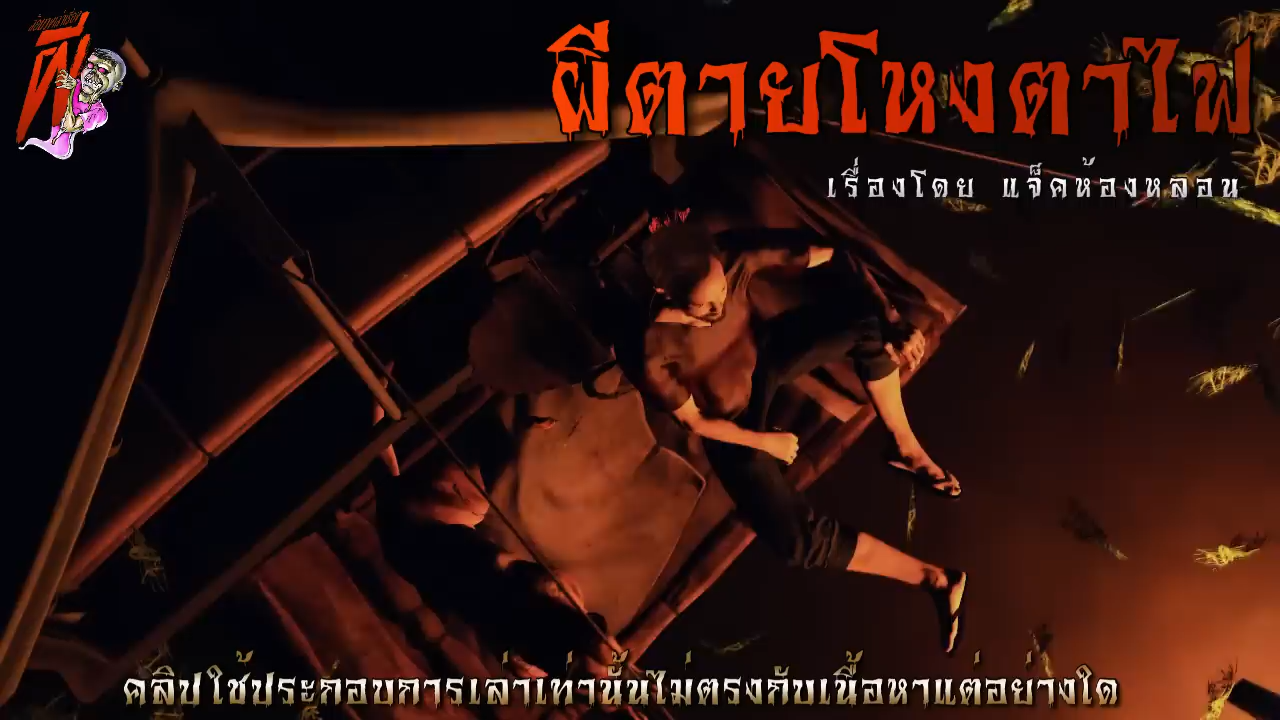 ผี
ผีตายโหงตาไฟ
เรื่องโดย แจ็คห้องหลอน
คลิปใช้ประกอบการเล่าเท่านั้นไม่ตรงกับเนื้อหาแต่อย่างใด